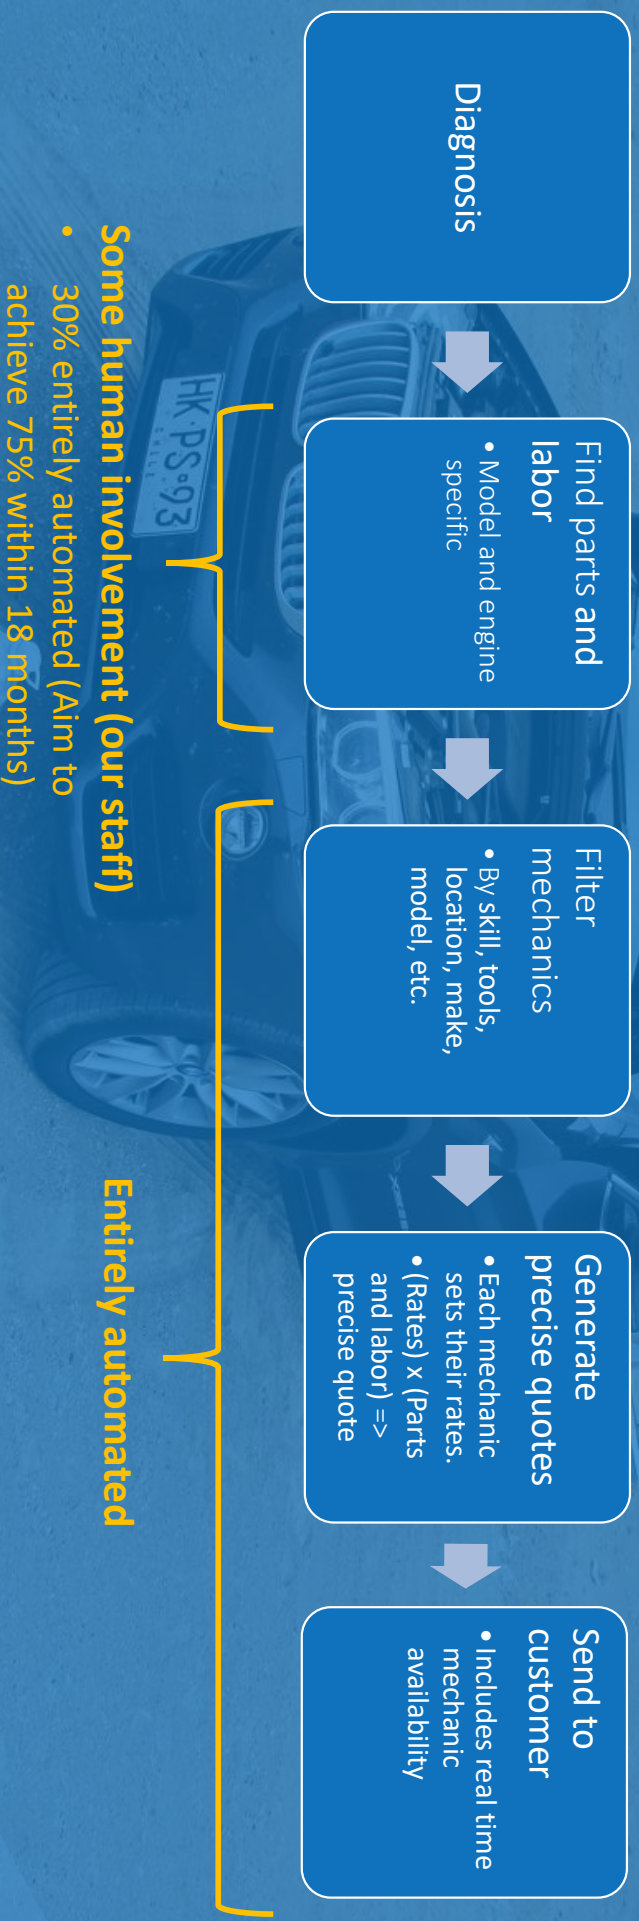 Diagnosis
Find parts and
labor
• Model and engine
specific
Filter
mechanics
• By skill, tools,
location, make,
model, etc.
Generate
precise quotes
• Each mechanic
sets their rates.
• (Rates) x (Parts
and labor) =>
precise quote
Send to
customer
• Includes real time
mechanic
availability
Some human involvement (our staff)
• 30% entirely automated (Aim to
achieve 75% within 18 months)
Entirely automated
HK·PS·93
CHILE